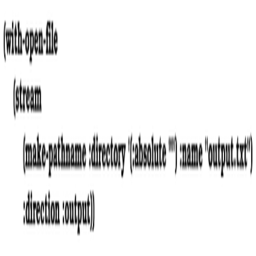 (with-open-file
(stream
(make-pathname :directory '(:absolute "") :name "output.txt")
:direction :output))